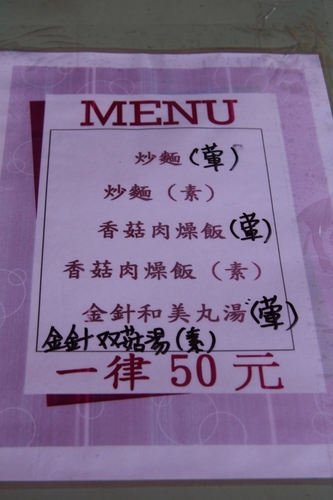 MENU
炒麵(葷)
炒麵(素)
香菇肉燥飯(葷)
香菇肉燥飯(素)
金針和美丸湯(葷)
金針双菇湯(素)
一律50元